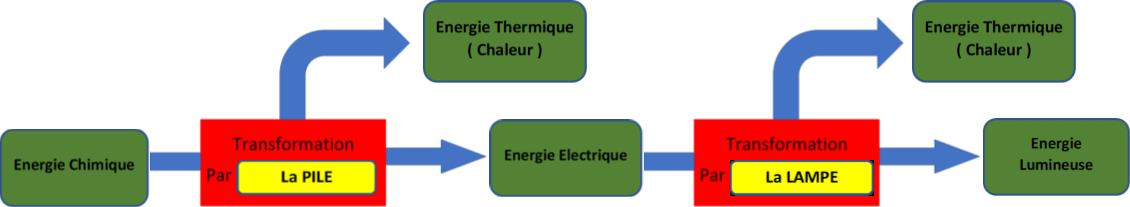 Energie Thermique
( Chaleur )
Energie Thermique
( Chaleur )
Energie Chimique
Transformation
Par La PILE
Energie Electrique
Transformation
Par La LAMPE
Energie
Lumineuse